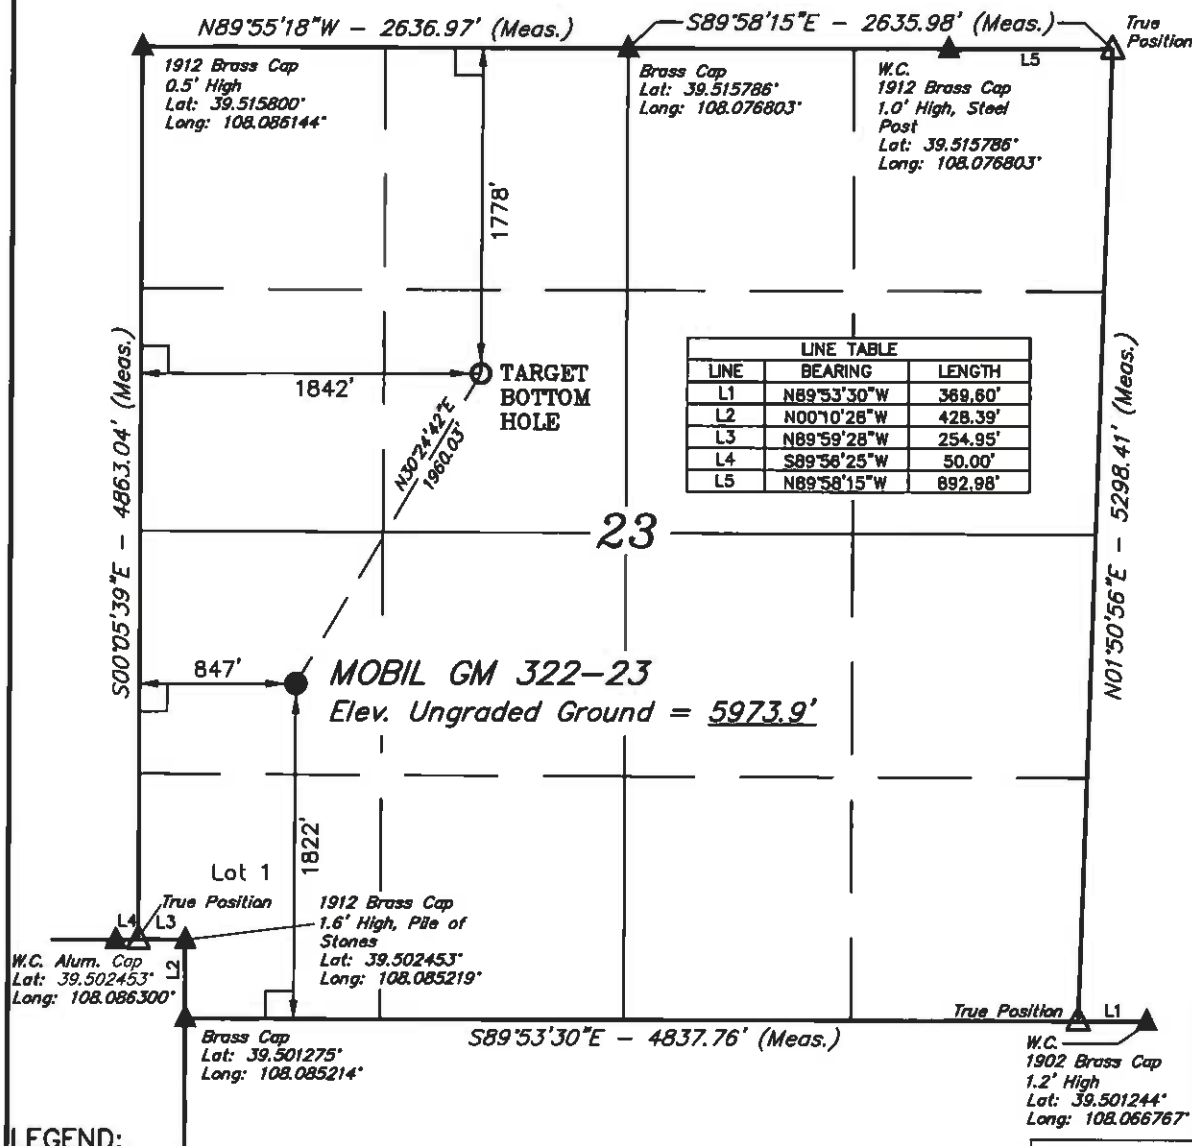 N89°55'18"W - 2636.97' (Meas.)
S89°58'15"E - 2635.98' (Meas.)
True
Position
1912 Brass Cap
0.5' High
Lat: 39.515800°
Long: 108.086144°
Brass Cap
Lat: 39.515786°
Long: 108.076803°
W.C.
1912 Brass Cap
1.0' High, Steel
Post
Lat: 39.515786°
Long: 108.076803°
L5
1778'
S00°05'39"E - 4863.04' (Meas.)
1842'
TARGET
BOTTOM
HOLE
N30°24'42"E
1960.03'
LINE TABLE
LINE BEARING LENGTH
L1 N89°53'30"W 369.60'
L2 N00°10'28"W 428.39'
L3 N89°59'28"W 254.95'
L4 S89°56'25"W 50.00'
L5 N89°58'15"W 892.98'
N01°50'56"E - 5298.41' (Meas.)
23
847'
MOBIL GM 322-23
Elev. Ungraded Ground = 5973.9'
1822'
Lot 1
True Position
L4 L3
1912 Brass Cap
1.6' High, Pile of
Stones
Lat: 39.502453°
Long: 108.085219°
W.C. Alum. Cap
Lat: 39.502453°
Long: 108.086300°
L2
Brass Cap
Lat: 39.501275°
Long: 108.085214°
S89°53'30"E - 4837.76' (Meas.)
True Position
L1
W.C.
1902 Brass Cap
1.2' High
Lat: 39.501244°
Long: 108.066767°
LEGEND: